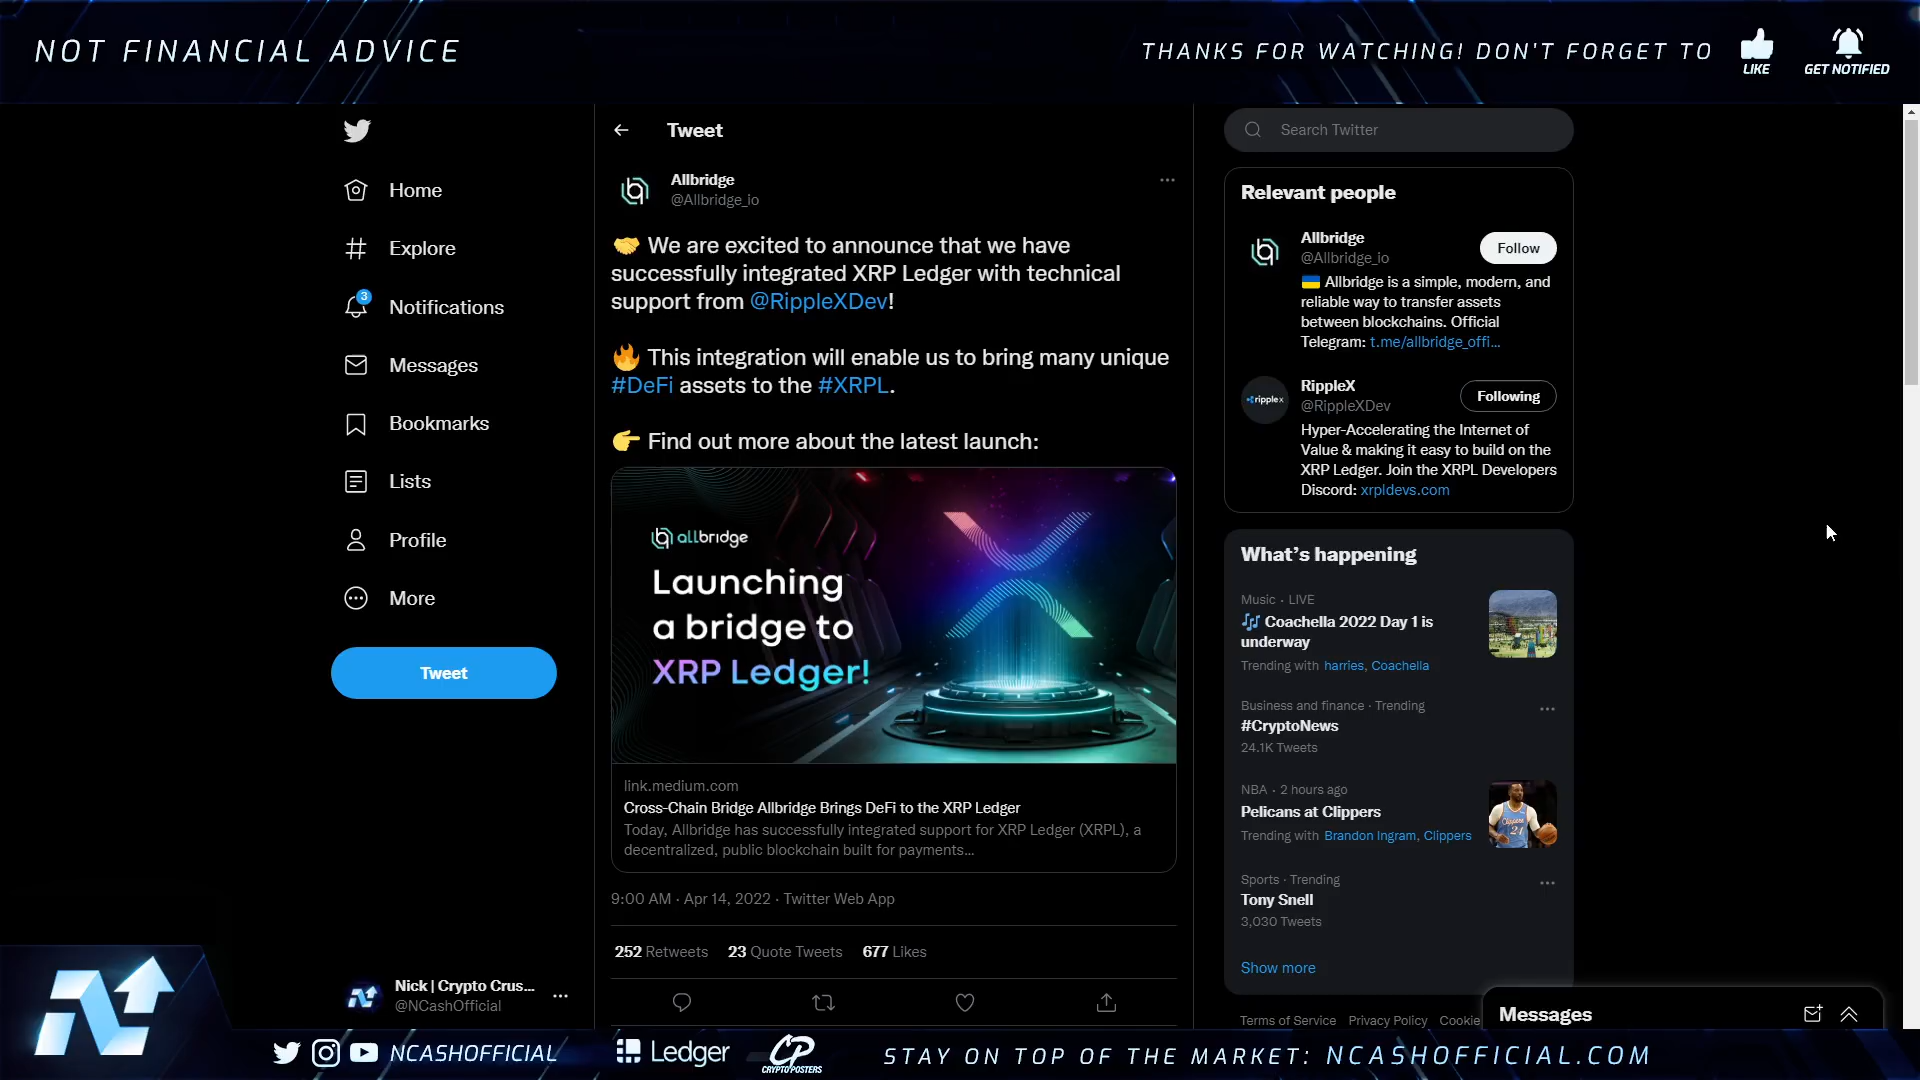 NOT FINANCIAL ADVICE
THANKS FOR WATCHING! DON'T FORGET TO
LIKE
GET NOTIFIED
Home
Explore
3
Notifications
Messages
Bookmarks
Lists
Profile
More
Tweet
Nick | Crypto Crus...
@NCashOfficial
Tweet
Allbridge
@Allbridge_io
🤝 We are excited to announce that we have
successfully integrated XRP Ledger with technical
support from @RippleXDev!
🔥 This integration will enable us to bring many unique
#DeFi assets to the #XRPL.
👉 Find out more about the latest launch:
allbridge
Launching
a bridge to
XRP Ledger!
link.medium.com
Cross-Chain Bridge Allbridge Brings DeFi to the XRP Ledger
Today, Allbridge has successfully integrated support for XRP Ledger (XRPL), a
decentralized, public blockchain built for payments...
9:00 AM · Apr 14, 2022 · Twitter Web App
252 Retweets 23 Quote Tweets 677 Likes
Search Twitter
Relevant people
Allbridge
@Allbridge_io
Follow
🇺🇦 Allbridge is a simple, modern, and
reliable way to transfer assets
between blockchains. Official
Telegram: t.me/allbridge_offi...
ripplex
RippleX
@RippleXDev
Following
Hyper-Accelerating the Internet of
Value & making it easy to build on the
XRP Ledger. Join the XRPL Developers
Discord: xrpldevs.com
What's happening
Music · LIVE
🎶 Coachella 2022 Day 1 is
underway
Trending with harries, Coachella
Business and finance · Trending
#CryptoNews
24.1K Tweets
NBA · 2 hours ago
Pelicans at Clippers
Trending with Brandon Ingram, Clippers
Sports · Trending
Tony Snell
3,030 Tweets
Show more
Terms of Service Privacy Policy Cookie
Messages
NCASHOFFICIAL
Ledger
CP
CRYPTOPOSTERS
STAY ON TOP OF THE MARKET: NCASHOFFICIAL.COM